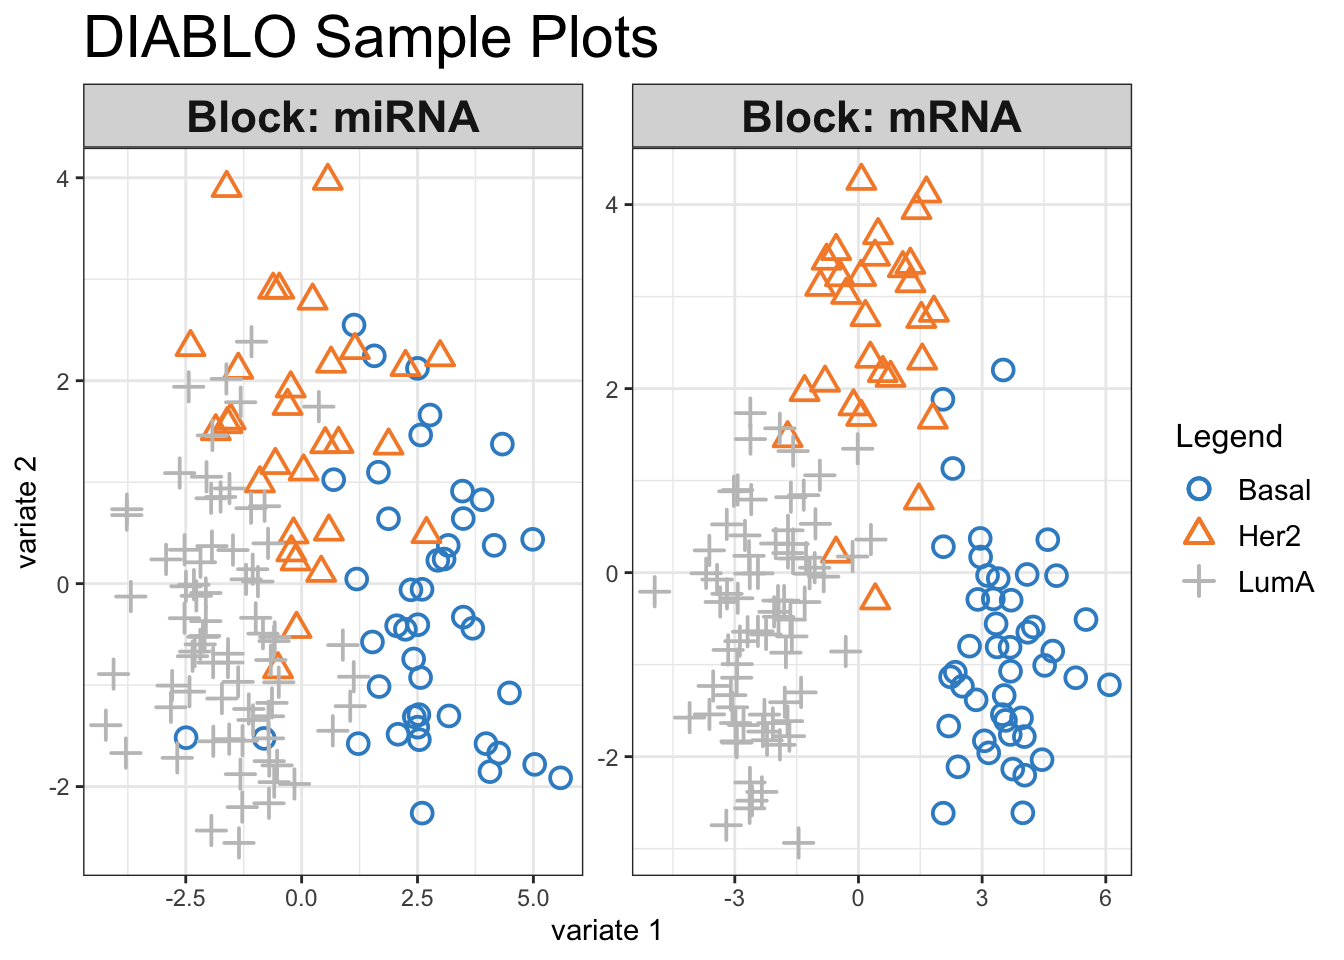 DIABLO Sample Plots
Block: miRNA
Block: mRNA
4
2
0
-2
4
2
0
-2
variate 2
-2.5 0.0 2.5 5.0
-3 0 3 6
variate 1
Legend
Basal
Her2
LumA